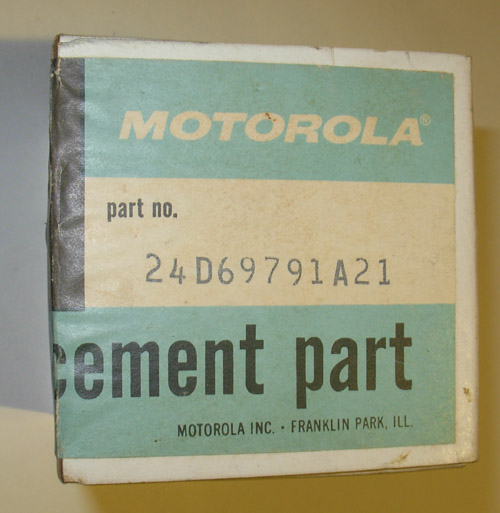 MOTOROLA®
part no.
24D69791A21
cement part
MOTOROLA INC. · FRANKLIN PARK, ILL.